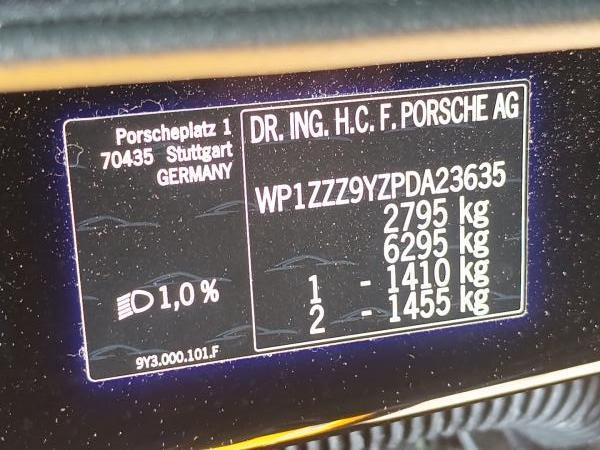 Porscheplatz 1
70435 Stuttgart
GERMANY
1,0 %
9Y3.000.101.F
DR. ING. H.C. F. PORSCHE AG
WP1ZZZ9YZPDA23635
2795 kg
6295 kg
1 - 1410 kg
2 - 1455 kg